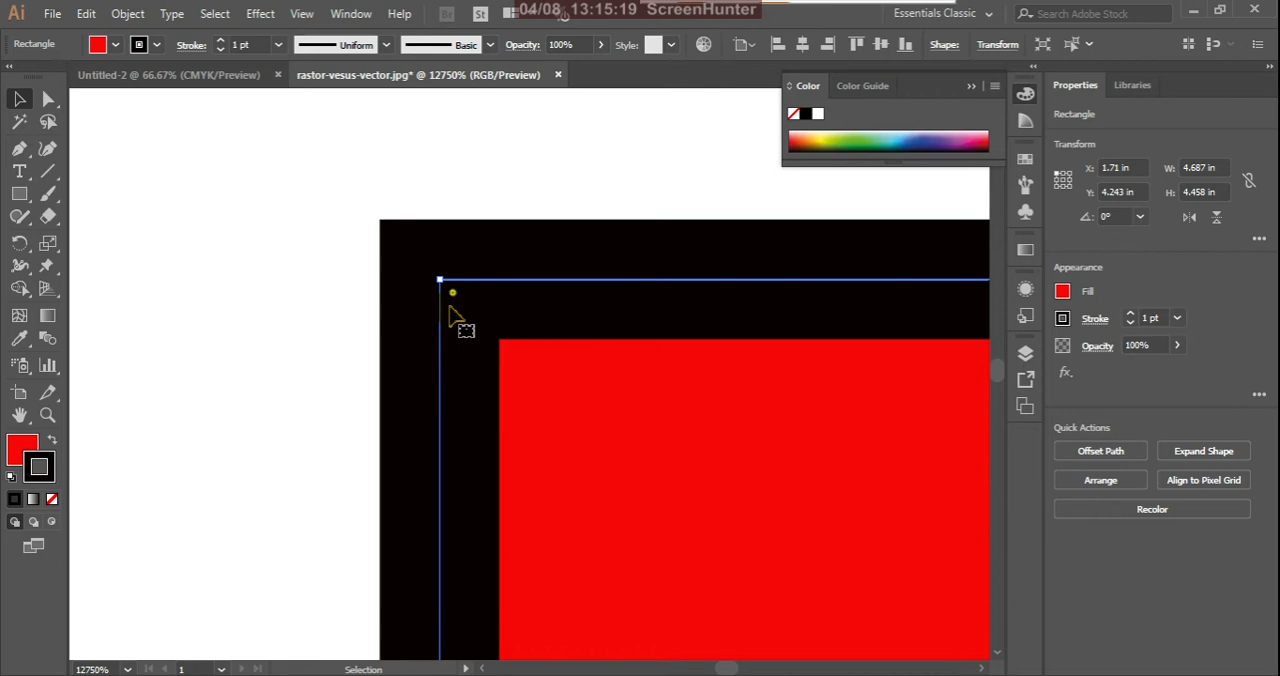 Ai File Edit Object Type Select Effect View Window Help Br St 04/08 13:15:19 ScreenHunter Essentials Classic Search Adobe Stock
Rectangle Stroke: 1 pt Uniform Basic Opacity: 100% Style: Shape: Transform
Untitled-2 @ 66.67% (CMYK/Preview) × rastor-vesus-vector.jpg* @ 12750% (RGB/Preview) ×
Color Color Guide
Properties Libraries
Rectangle
Transform
X: 1.71 in W: 4.687 in
Y: 4.243 in H: 4.458 in
0°
Appearance
Fill
Stroke 1 pt
Opacity 100%
fx.
Quick Actions
Offset Path Expand Shape
Arrange Align to Pixel Grid
Recolor
12750% 1 Selection